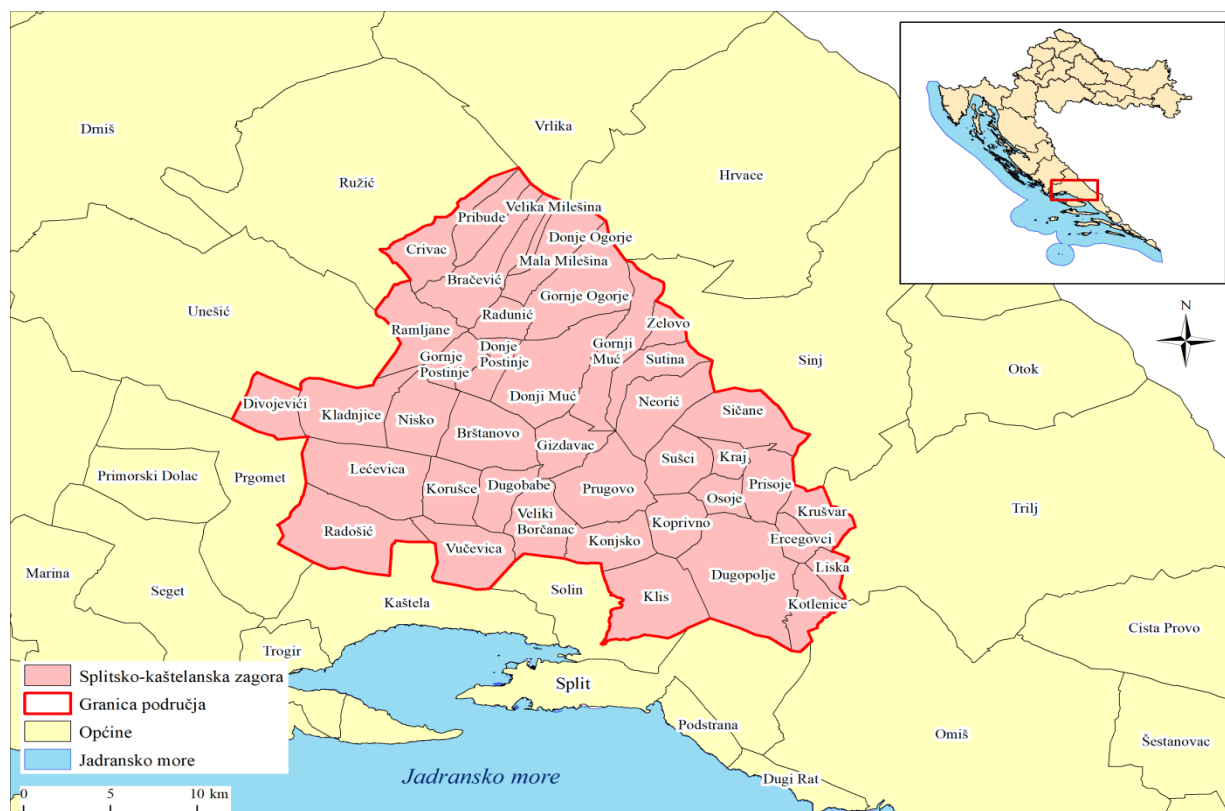 Drniš
Vrlika
Ružić
Hrvace
Velika Milešina
Pribude
Donje Ogorje
Crivac
Mala Milešina
Bračević
Gornje Ogorje
Unešić
Radunić
Ramljane
Zelovo
N
Gornje
Postinje
Donje
Postinje
Gornji
Muć
Sutina
Sinj
Otok
Divojevići
Kladnjice
Nisko
Donji Muć
Neorić
Sičane
Brštanovo
Gizdavac
Primorski Dolac
Prgomet
Lećevica
Sušci
Kraj
Korušce
Dugobabe
Prugovo
Osoje
Prisoje
Trilj
Radošić
Veliki
Borčanac
Koprivno
Krušvar
Vučevica
Konjsko
Ercegovci
Marina
Seget
Solin
Dugopolje
Liska
Kaštela
Klis
Kotlenice
Cista Provo
Trogir
Split
Podstrana
Omiš
Šestanovac
Dugi Rat
Jadransko more
Splitsko-kaštelanska zagora
Granica područja
Općine
Jadransko more
0 5 10 km